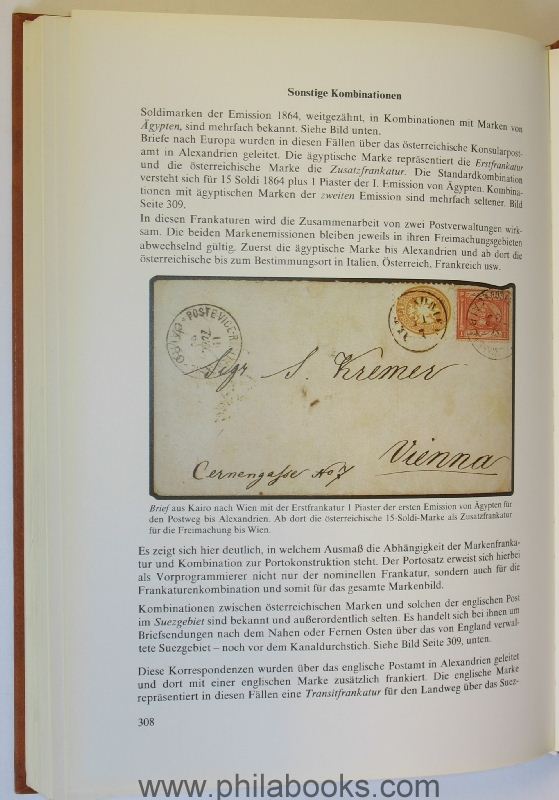 Sonstige Kombinationen
Soldimarken der Emission 1864, weitgezähnt, in Kombinationen mit Marken von
Ägypten, sind mehrfach bekannt. Siehe Bild unten.
Briefe nach Europa wurden in diesen Fällen über das österreichische Konsularpost-
amt in Alexandrien geleitet. Die ägyptische Marke repräsentiert die Erstfrankatur
und die österreichische Marke die Zusatzfrankatur. Die Standardkombination
versteht sich für 15 Soldi 1864 plus 1 Piaster der I. Emission von Ägypten. Kombina-
tionen mit ägyptischen Marken der zweiten Emission sind mehrfach seltener. Bild
Seite 309.
In diesen Frankaturen wird die Zusammenarbeit von zwei Postverwaltungen wirk-
sam. Die beiden Markenemissionen bleiben jeweils in ihren Freimachungsgebieten
abwechselnd gültig. Zuerst die ägyptische Marke bis Alexandrien und ab dort die
österreichische bis zum Bestimmungsort in Italien, Österreich, Frankreich usw.
POSTE VICER
Sigr S. Kremer
Vienna
Cernengasse No 7
Brief aus Kairo nach Wien mit der Erstfrankatur 1 Piaster der ersten Emission von Ägypten für
den Postweg bis Alexandrien. Ab dort die österreichische 15-Soldi-Marke als Zusatzfrankatur
für die Freimachung bis Wien.
Es zeigt sich hier deutlich, in welchem Ausmaß die Abhängigkeit der Markenfranka-
tur und Kombination zur Portokonstruktion steht. Der Portosatz erweist sich hierbei
als Vorprogrammierer nicht nur der nominellen Frankatur, sondern auch für die
Frankaturenkombination und somit für das gesamte Markenbild.
Kombinationen zwischen österreichischen Marken und solchen der englischen Post
im Suezgebiet sind bekannt und außerordentlich selten. Es handelt sich bei ihnen um
Briefsendungen nach dem Nahen oder Fernen Osten über das von England verwal-
tete Suezgebiet – noch vor dem Kanaldurchstich. Siehe Bild Seite 309, unten.
Diese Korrespondenzen wurden über das englische Postamt in Alexandrien geleitet
und dort mit einer englischen Marke zusätzlich frankiert. Die englische Marke
repräsentiert in diesen Fällen eine Transitfrankatur für den Landweg über das Suez-
308
www.philabooks.com